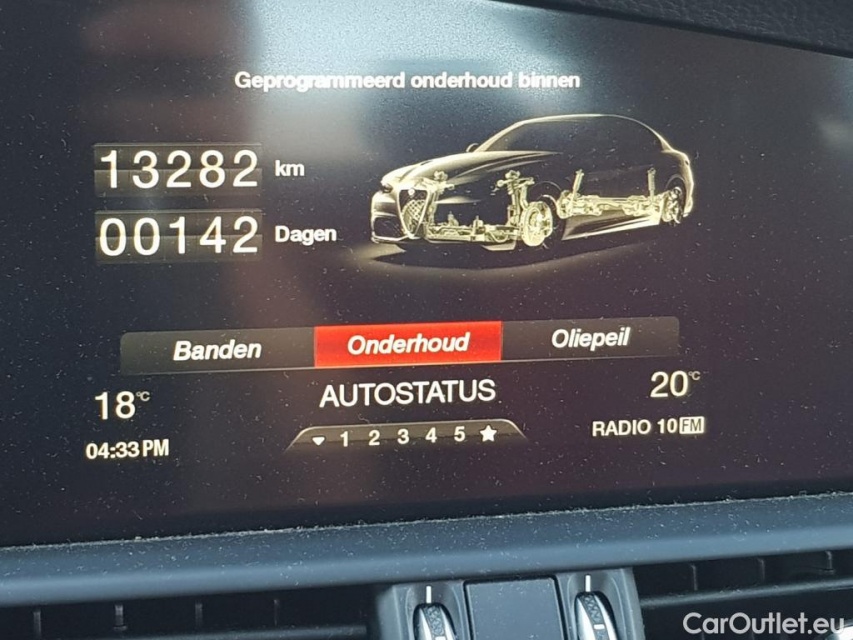 Geprogrammeerd onderhoud binnen
13282 km
00142 Dagen
Banden Onderhoud Oliepeil
18°C AUTOSTATUS 20°C
04:33 PM 1 2 3 4 5 RADIO 10 FM
CarOutlet.eu